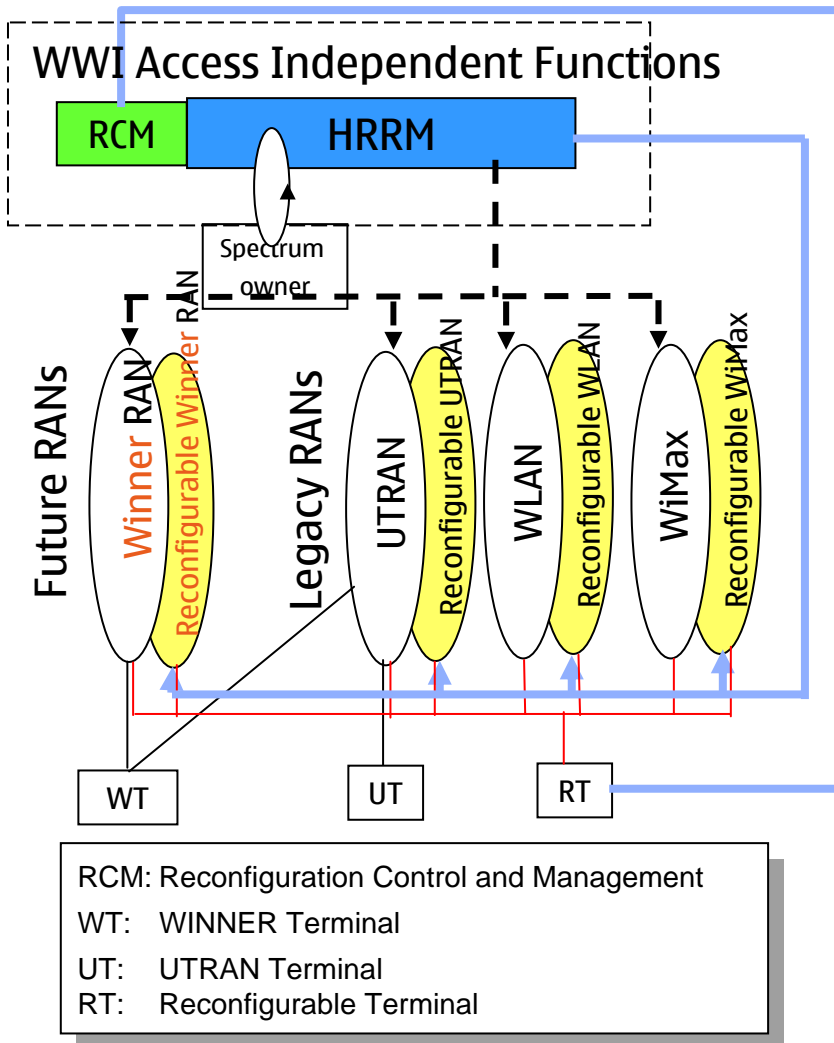 WWI Access Independent Functions
RCM
HRRM
Spectrum
owner
Future RANs
Winner RAN
Reconfigurable Winner RAN
Legacy RANs
UTRAN
Reconfigurable UTRAN
WLAN
Reconfigurable WLAN
WiMax
Reconfigurable WiMax
WT
UT
RT
RCM: Reconfiguration Control and Management
WT: WINNER Terminal
UT: UTRAN Terminal
RT: Reconfigurable Terminal